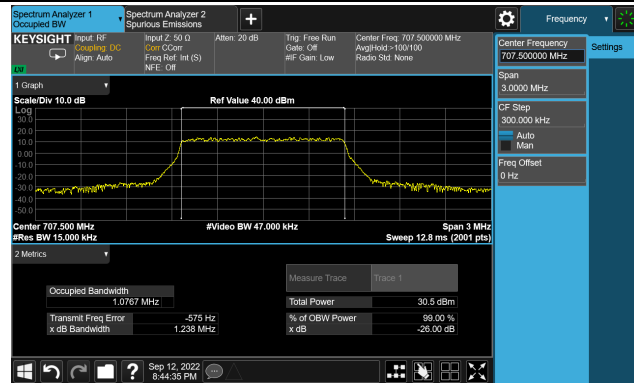 Spectrum Analyzer 1
Occupied BW
Spectrum Analyzer 2
Spurious Emissions
Frequency
KEYSIGHT
Input: RF
Coupling: DC
Align: Auto
Input Z: 50 Ω
Corr CCorr
Freq Ref: Int (S)
NFE: Off
Atten: 20 dB
Trig: Free Run
Gate: Off
#IF Gain: Low
Center Freq: 707.500000 MHz
Avg|Hold:>100/100
Radio Std: None
LXI
Center Frequency
707.500000 MHz
Settings
Span
3.0000 MHz
CF Step
300.000 kHz
Auto
Man
Freq Offset
0 Hz
1 Graph
Scale/Div 10.0 dB
Ref Value 40.00 dBm
Log
30.0
20.0
10.0
0.00
-10.0
-20.0
-30.0
-40.0
-50.0
Center 707.500 MHz
#Video BW 47.000 kHz
Span 3 MHz
#Res BW 15.000 kHz
Sweep 12.8 ms (2001 pts)
2 Metrics
Measure Trace
Trace 1
Occupied Bandwidth
1.0767 MHz
Total Power
30.5 dBm
Transmit Freq Error
-575 Hz
% of OBW Power
99.00 %
x dB Bandwidth
1.238 MHz
x dB
-26.00 dB
?
Sep 12, 2022
8:44:35 PM